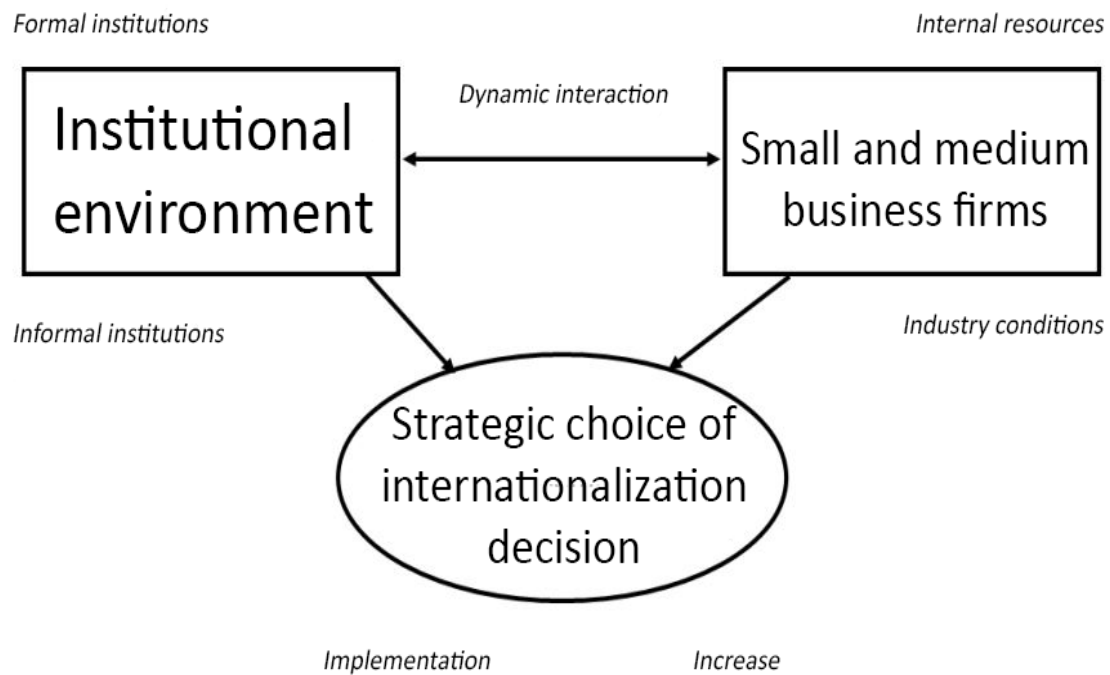 Formal institutions
Internal resources
Dynamic interaction
Institutional
environment
Small and medium
business firms
Informal institutions
Industry conditions
Strategic choice of
internationalization
decision
Implementation
Increase